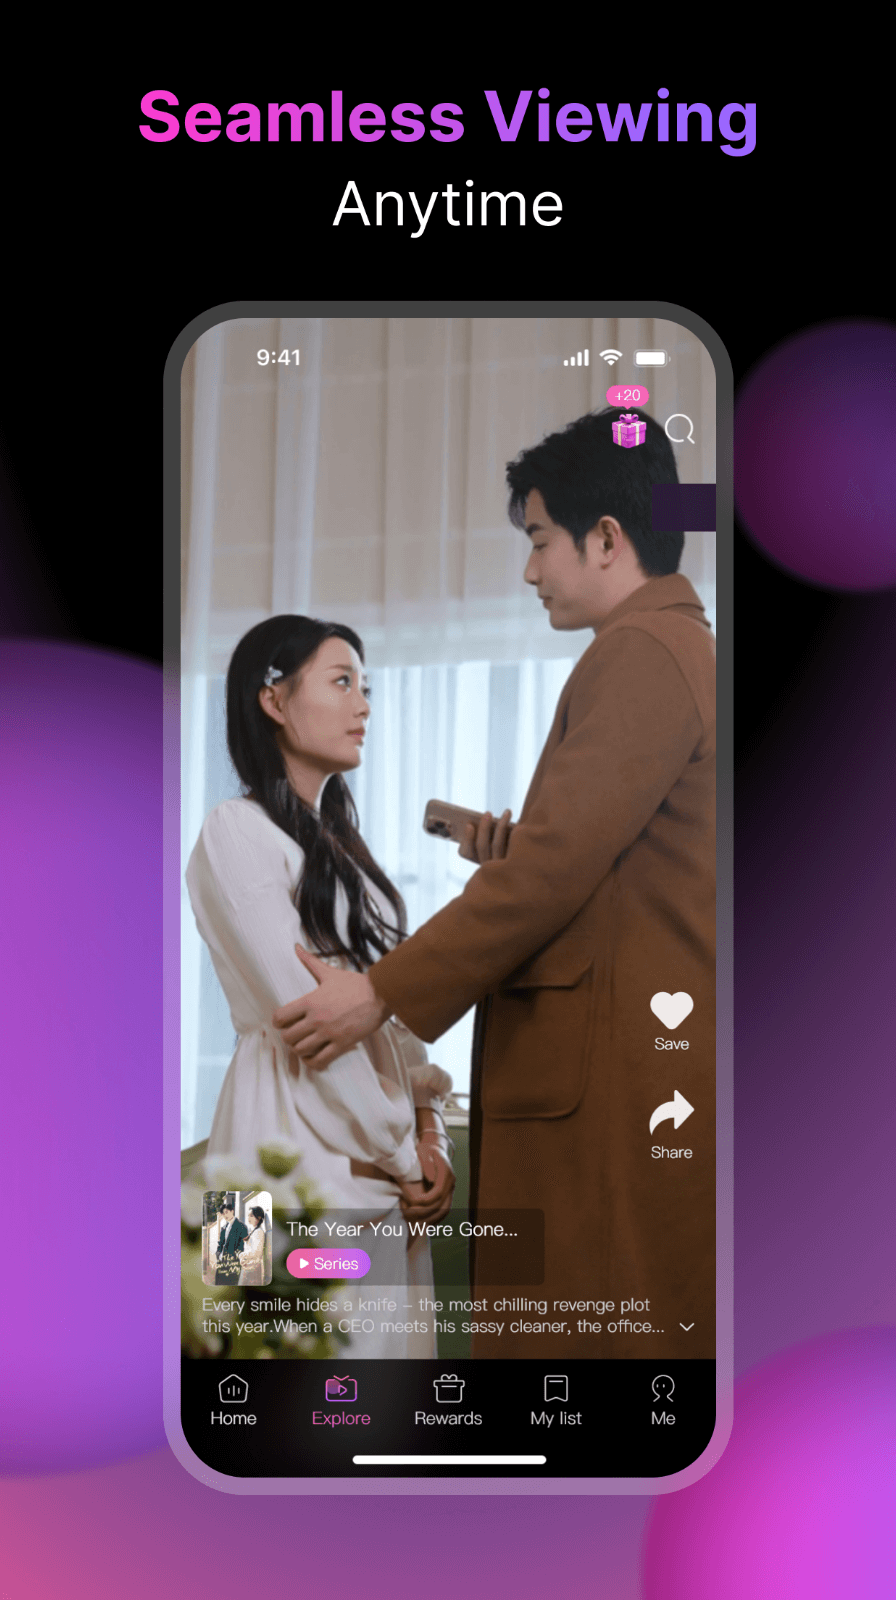 Seamless Viewing
Anytime
9:41
+20
Save
Share
The Year You Were Gone...
Series
Every smile hides a knife – the most chilling revenge plot
this year.When a CEO meets his sassy cleaner, the office...
Home
Explore
Rewards
My list
Me